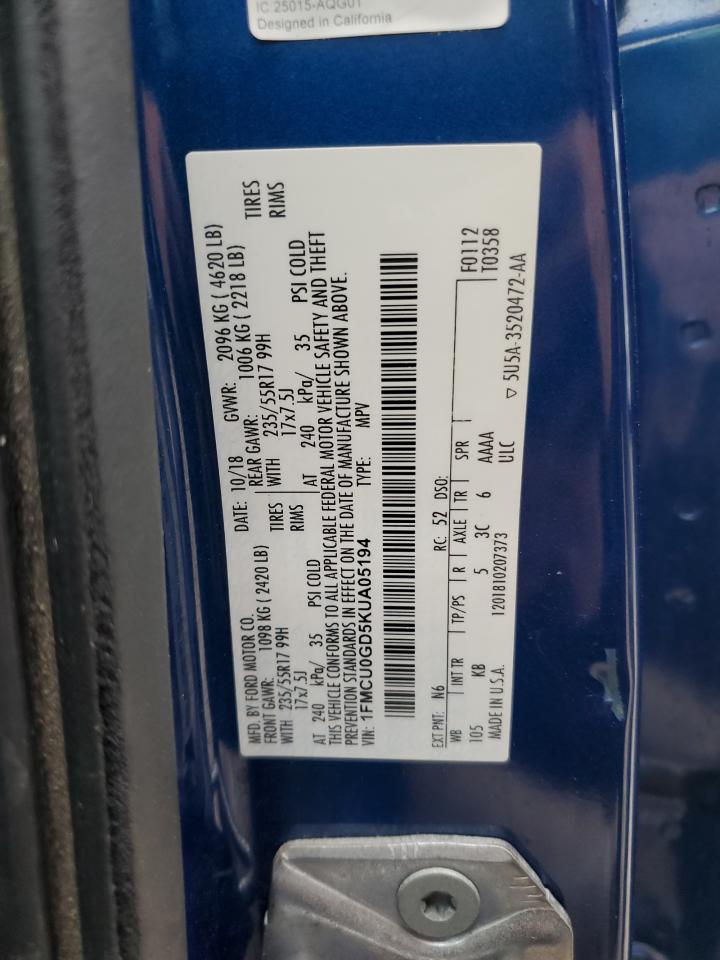 IC 25015-AQG01
Designed in California
MFD. BY FORD MOTOR CO.
DATE: 10/18 GVWR: 2096 KG ( 4620 LB)
FRONT GAWR: 1098 KG ( 2420 LB) REAR GAWR: 1006 KG ( 2218 LB)
WITH 235/55R17 99H TIRES WITH 235/55R17 99H TIRES
17x7.5J RIMS 17x7.5J RIMS
AT 240 kPa/ 35 PSI COLD AT 240 kPa/ 35 PSI COLD
THIS VEHICLE CONFORMS TO ALL APPLICABLE FEDERAL MOTOR VEHICLE SAFETY AND THEFT
PREVENTION STANDARDS IN EFFECT ON THE DATE OF MANUFACTURE SHOWN ABOVE.
VIN: 1FMCU0GD5KUA05194 TYPE: MPV
EXT PNT: N6 RC: 52 DSO: F0112
WB INT TR TP/PS R AXLE TR SPR T0358
105 KB 5 3C 6 AAAA
MADE IN U.S.A. 1201810207373 ULC ▽ 5U5A-3520472-AA